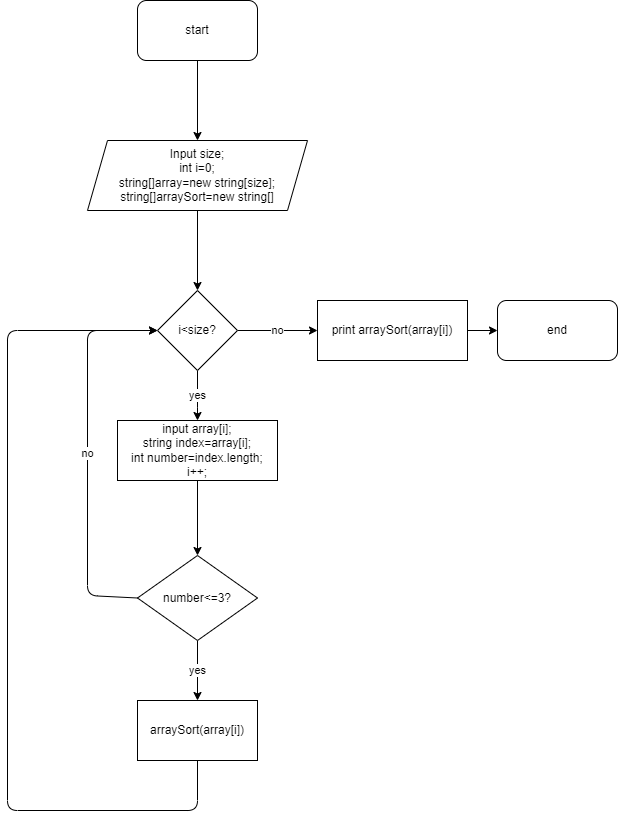 start
Input size;
int i=0;
string[]array=new string[size];
string[]arraySort=new string[]
i<size?
no
print arraySort(array[i])
end
yes
input array[i];
string index=array[i];
int number=index.length;
i++;
no
number<=3?
yes
arraySort(array[i])